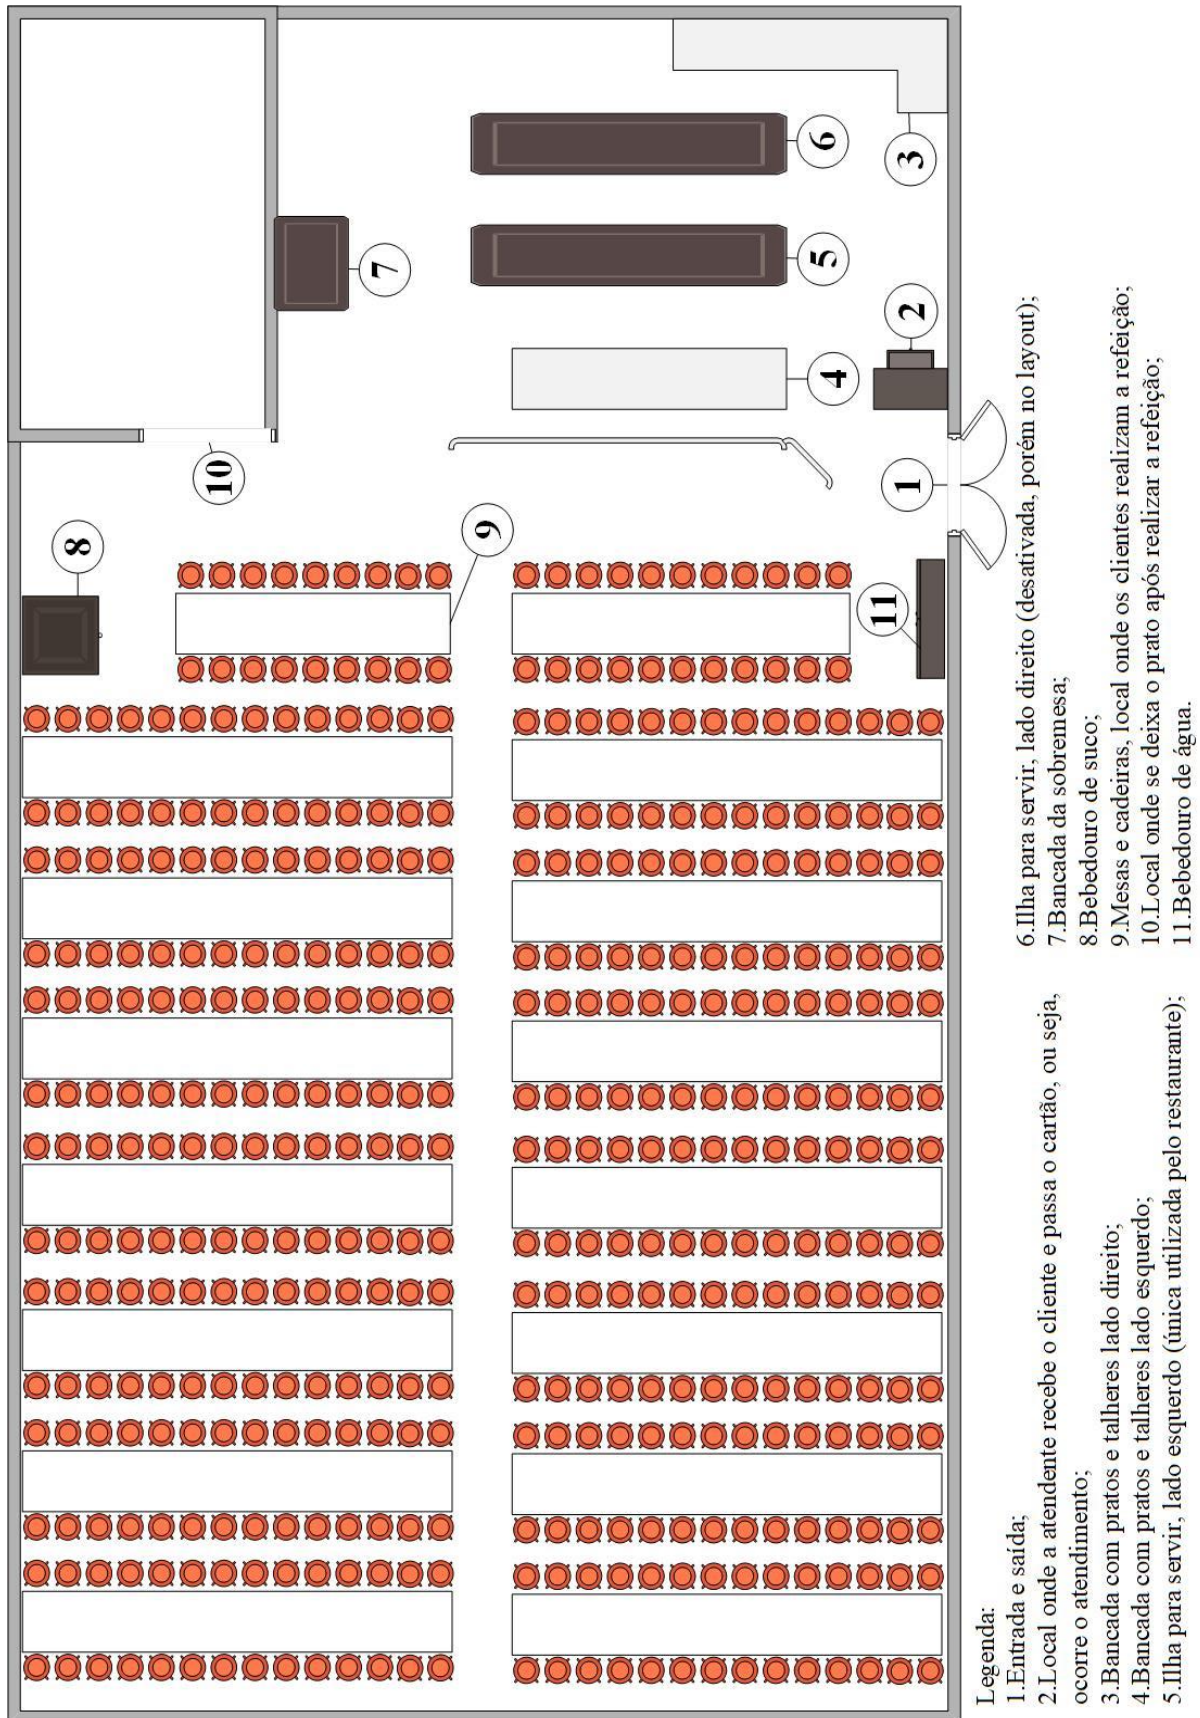 8
10
7
9
6
5
4
3
2
1
11
Legenda:
1.Entrada e saída;
2.Local onde a atendente recebe o cliente e passa o cartão, ou seja,
ocorre o atendimento;
3.Bancada com pratos e talheres lado direito;
4.Bancada com pratos e talheres lado esquerdo;
5.Ilha para servir, lado esquerdo (única utilizada pelo restaurante);
6.Ilha para servir, lado direito (desativada, porém no layout);
7.Bancada da sobremesa;
8.Bebedouro de suco;
9.Mesas e cadeiras, local onde os clientes realizam a refeição;
10.Local onde se deixa o prato após realizar a refeição;
11.Bebedouro de água.